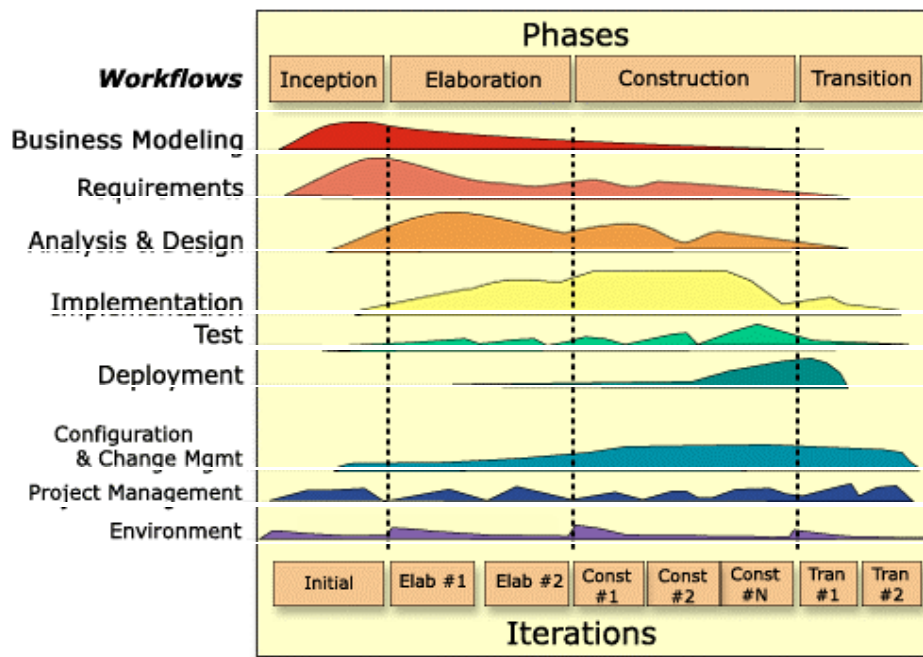 Phases
Workflows
Inception
Elaboration
Construction
Transition
Business Modeling
Requirements
Analysis & Design
Implementation
Test
Deployment
Configuration
& Change Mgmt
Project Management
Environment
Initial
Elab #1
Elab #2
Const
#1
Const
#2
Const
#N
Tran
#1
Tran
#2
Iterations